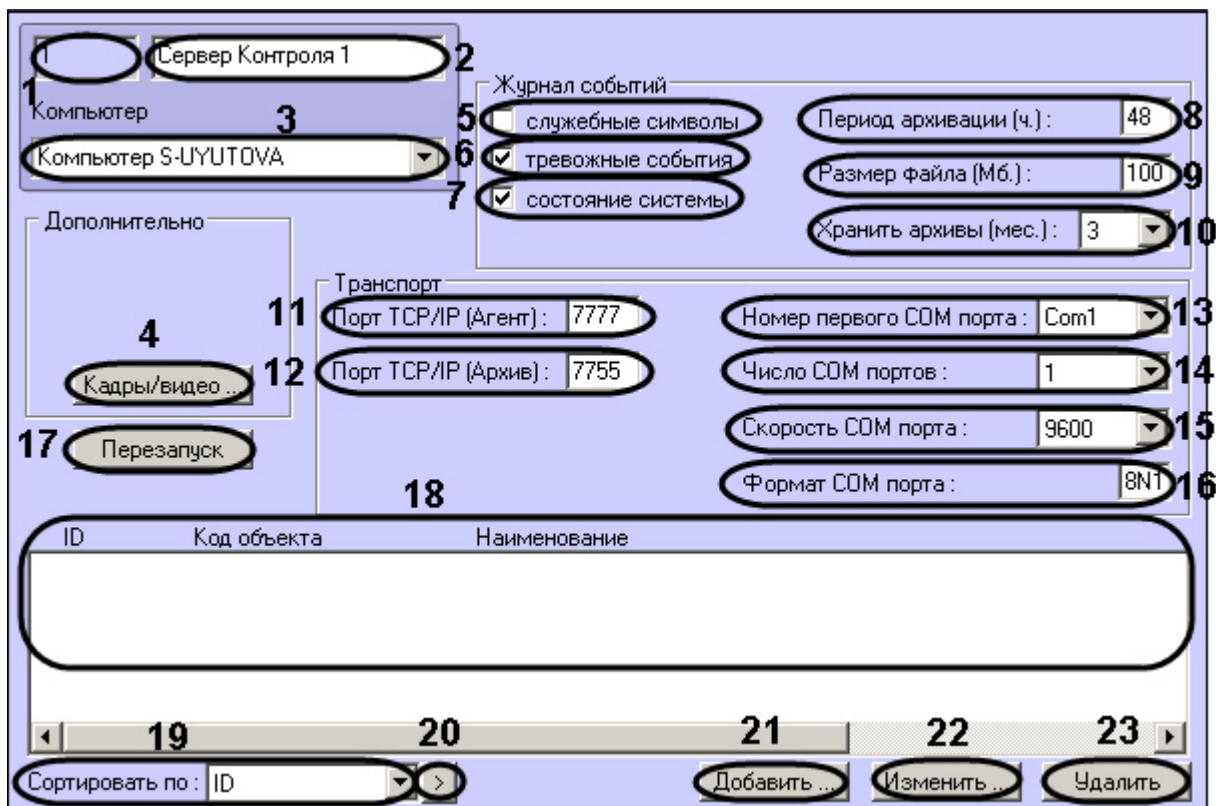 1 Сервер Контроля 1 2
1
Компьютер 3
Компьютер S-UYUTOVA
Журнал событий
5 служебные символы
6 тревожные события
7 состояние системы
Период архивации (ч.) : 48 8
Размер файла (Мб.) : 100 9
Хранить архивы (мес.) : 3 10
Дополнительно
4
Кадры/видео ...
17 Перезапуск
Транспорт
11 Порт TCP/IP (Агент) : 7777
12 Порт TCP/IP (Архив) : 7755
Номер первого COM порта : Com1 13
Число COM портов : 1 14
Скорость COM порта : 9600 15
Формат COM порта : 8N1 16
18
ID Код объекта Наименование
19 20 21 22 23
Сортировать по : ID > Добавить ... Изменить ... Удалить